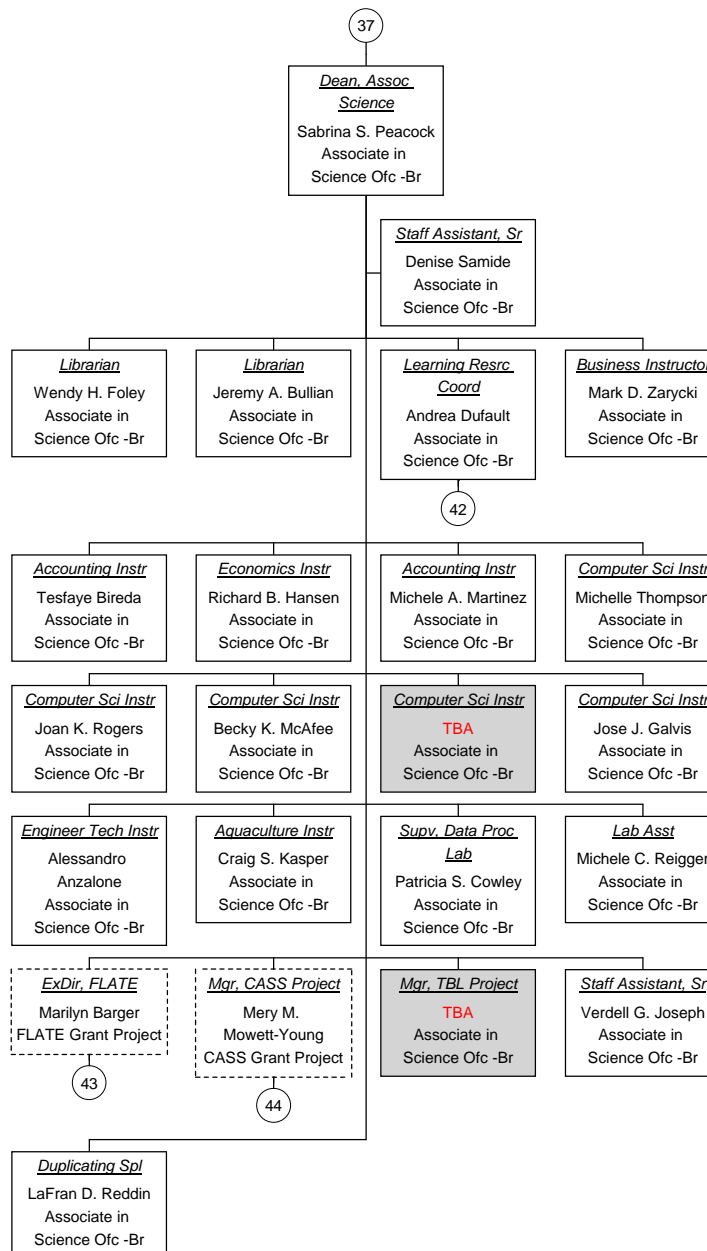 37
Dean, Assoc
Science
Sabrina S. Peacock
Associate in
Science Ofc -Br
Staff Assistant, Sr
Denise Samide
Associate in
Science Ofc -Br
Librarian
Wendy H. Foley
Associate in
Science Ofc -Br
Librarian
Jeremy A. Bullian
Associate in
Science Ofc -Br
Learning Resrc
Coord
Andrea Dufault
Associate in
Science Ofc -Br
42
Business Instructor
Mark D. Zarycki
Associate in
Science Ofc -Br
Accounting Instr
Tesfaye Bireda
Associate in
Science Ofc -Br
Economics Instr
Richard B. Hansen
Associate in
Science Ofc -Br
Accounting Instr
Michele A. Martinez
Associate in
Science Ofc -Br
Computer Sci Instr
Michelle Thompson
Associate in
Science Ofc -Br
Computer Sci Instr
Joan K. Rogers
Associate in
Science Ofc -Br
Computer Sci Instr
Becky K. McAfee
Associate in
Science Ofc -Br
Computer Sci Instr
TBA
Associate in
Science Ofc -Br
Computer Sci Instr
Jose J. Galvis
Associate in
Science Ofc -Br
Engineer Tech Instr
Alessandro
Anzalone
Associate in
Science Ofc -Br
Aquaculture Instr
Craig S. Kasper
Associate in
Science Ofc -Br
Supv, Data Proc
Lab
Patricia S. Cowley
Associate in
Science Ofc -Br
Lab Asst
Michele C. Reigger
Associate in
Science Ofc -Br
ExDir, FLATE
Marilyn Barger
FLATE Grant Project
43
Mgr, CASS Project
Mery M.
Mowett-Young
CASS Grant Project
44
Mgr, TBL Project
TBA
Associate in
Science Ofc -Br
Staff Assistant, Sr
Verdell G. Joseph
Associate in
Science Ofc -Br
Duplicating Spl
LaFran D. Reddin
Associate in
Science Ofc -Br